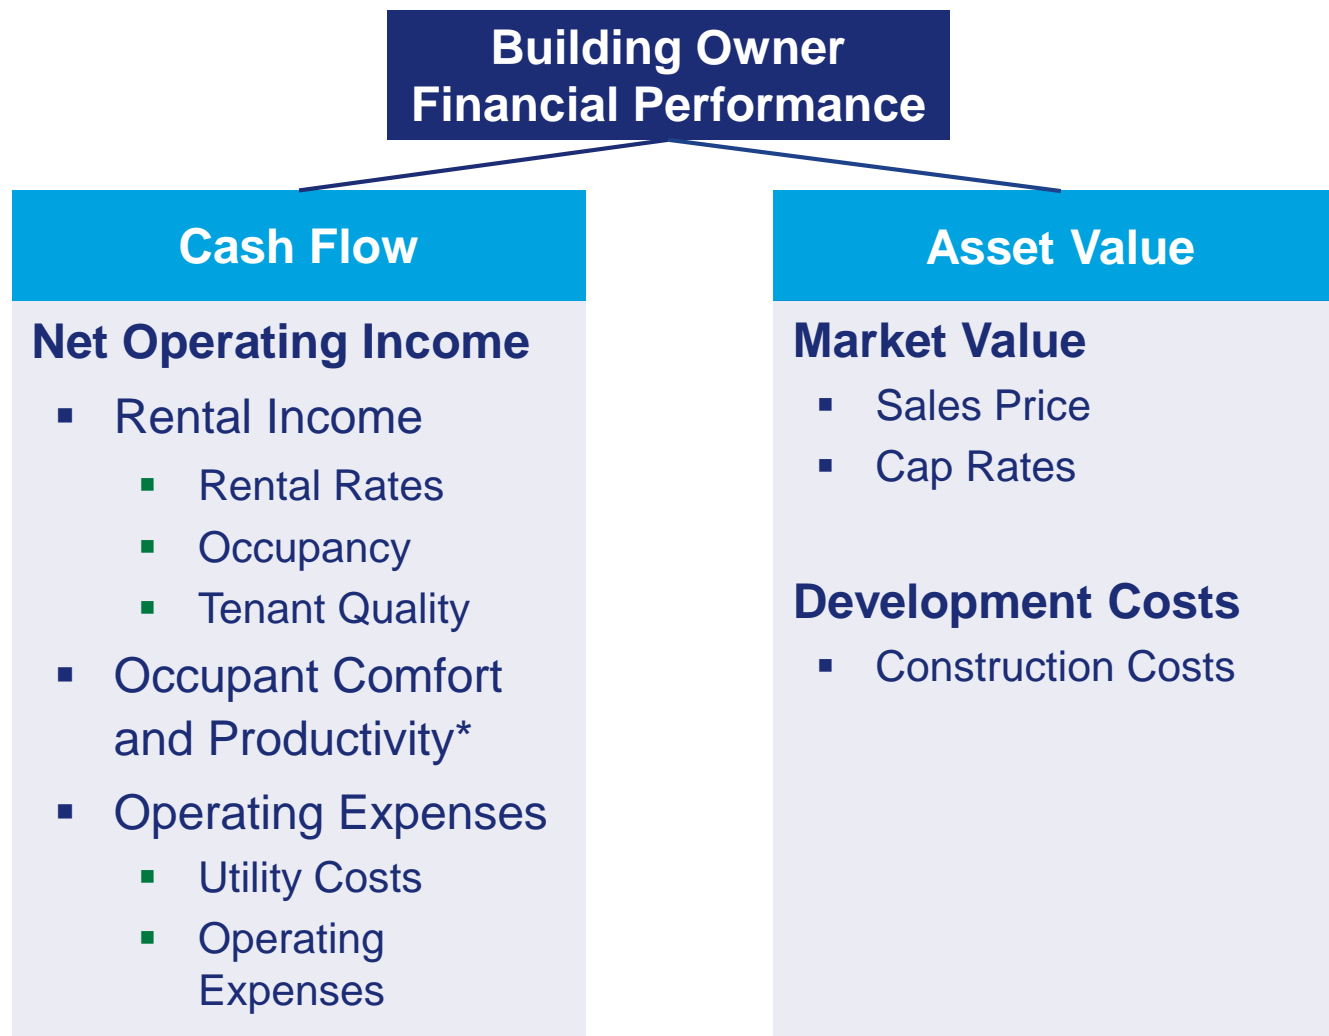 Building Owner
Financial Performance
Cash Flow
Net Operating Income
▪ Rental Income
▪ Rental Rates
▪ Occupancy
▪ Tenant Quality
▪ Occupant Comfort
and Productivity*
▪ Operating Expenses
▪ Utility Costs
▪ Operating
Expenses
Asset Value
Market Value
▪ Sales Price
▪ Cap Rates
Development Costs
▪ Construction Costs